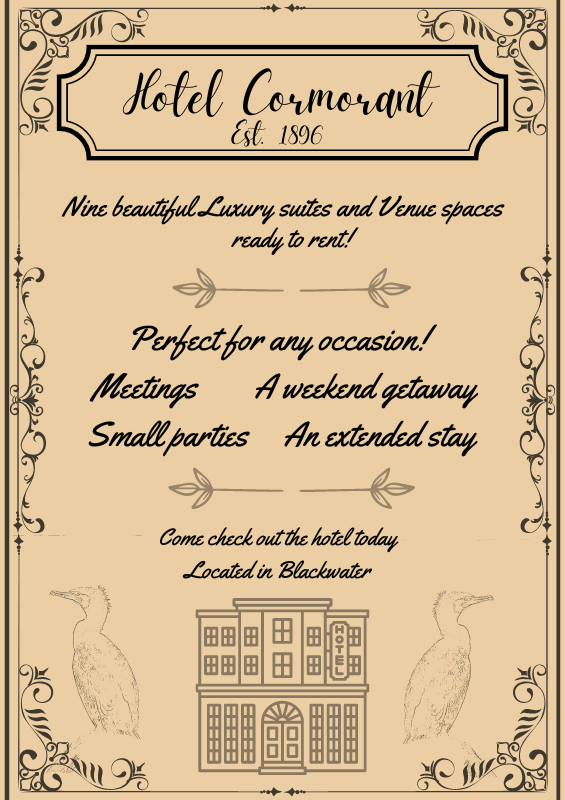 Hotel Cormorant
Est. 1896
Nine beautiful Luxury suites and Venue spaces
ready to rent!
Perfect for any occasion!
Meetings A weekend getaway
Small parties An extended stay
Come check out the hotel today
Located in Blackwater
HOTEL